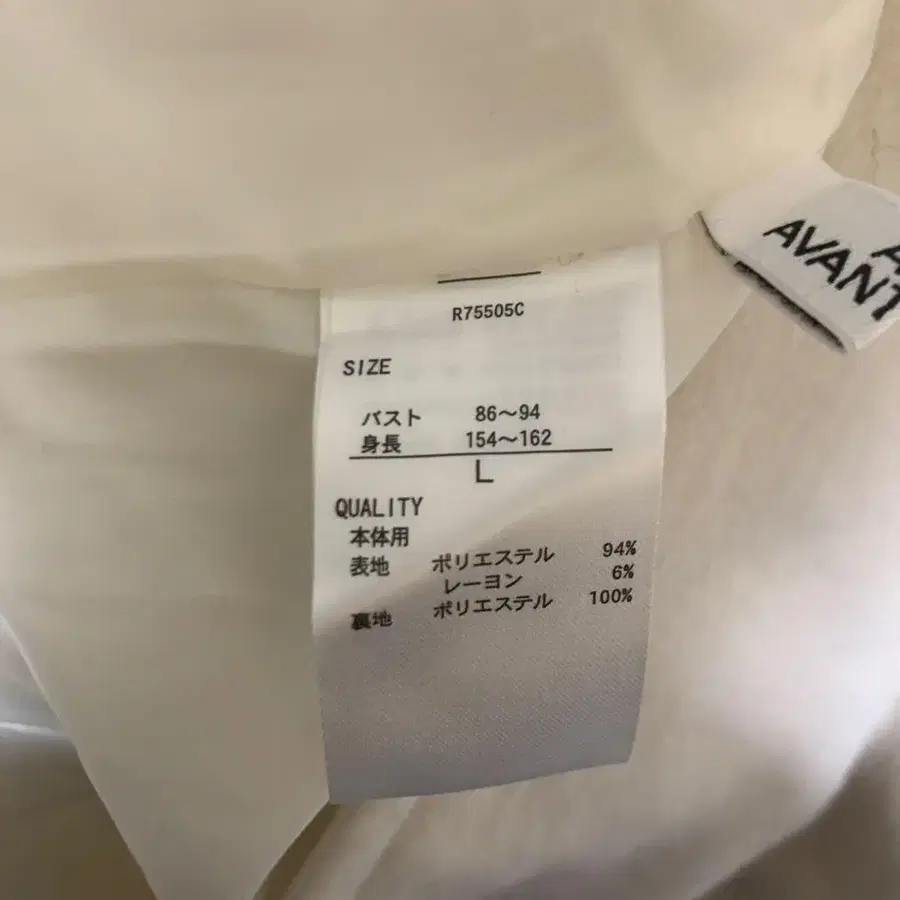 R75505C
SIZE
バスト 86〜94
身長 154〜162
L
QUALITY
本体用
表地 ポリエステル 94%
レーヨン 6%
裏地 ポリエステル 100%
A
AVANT